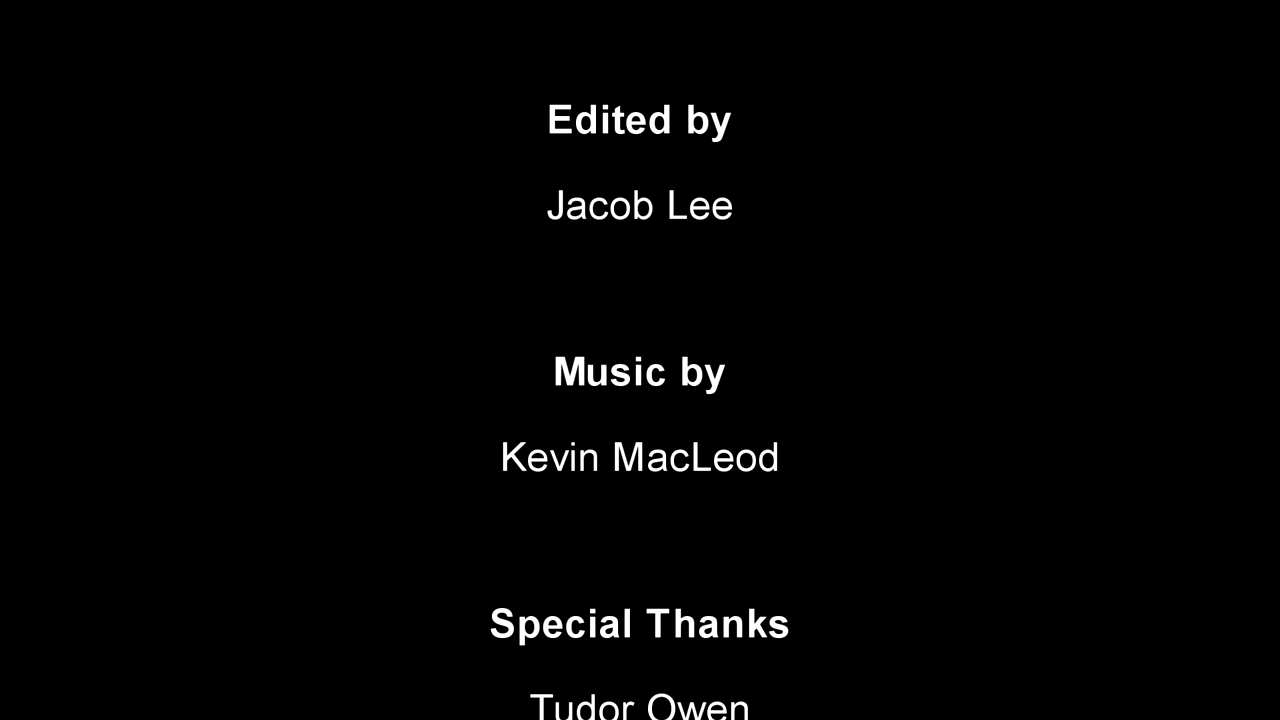 Edited by
Jacob Lee
Music by
Kevin MacLeod
Special Thanks
Tudor Owen